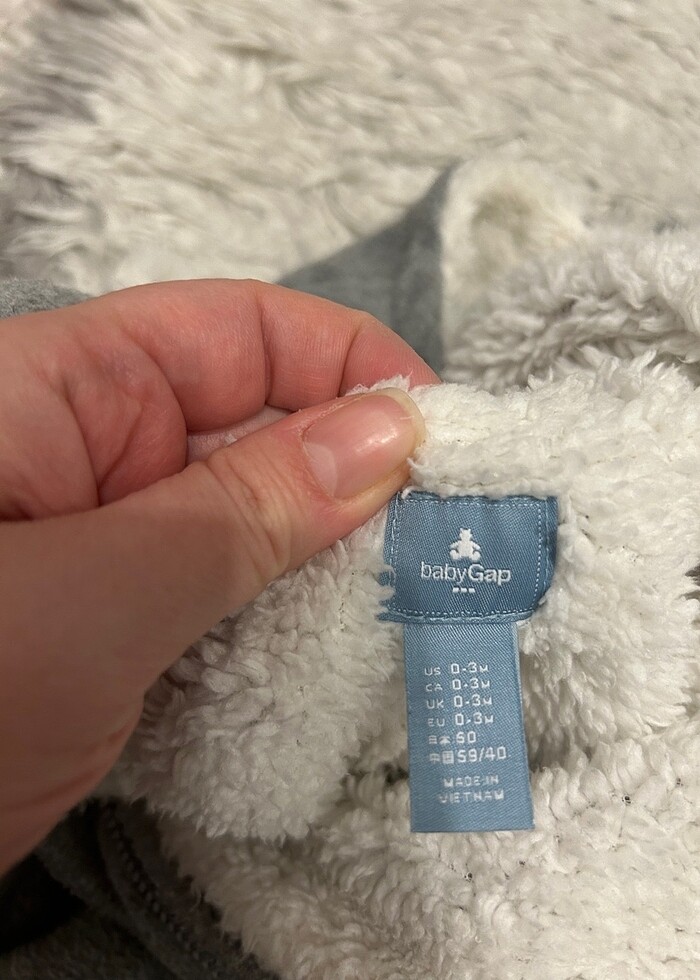 babyGap
US 0-3M
CA 0-3M
UK 0-3M
EU 0-3M
日本 60
中国 59/40
MADE IN
VIETNAM